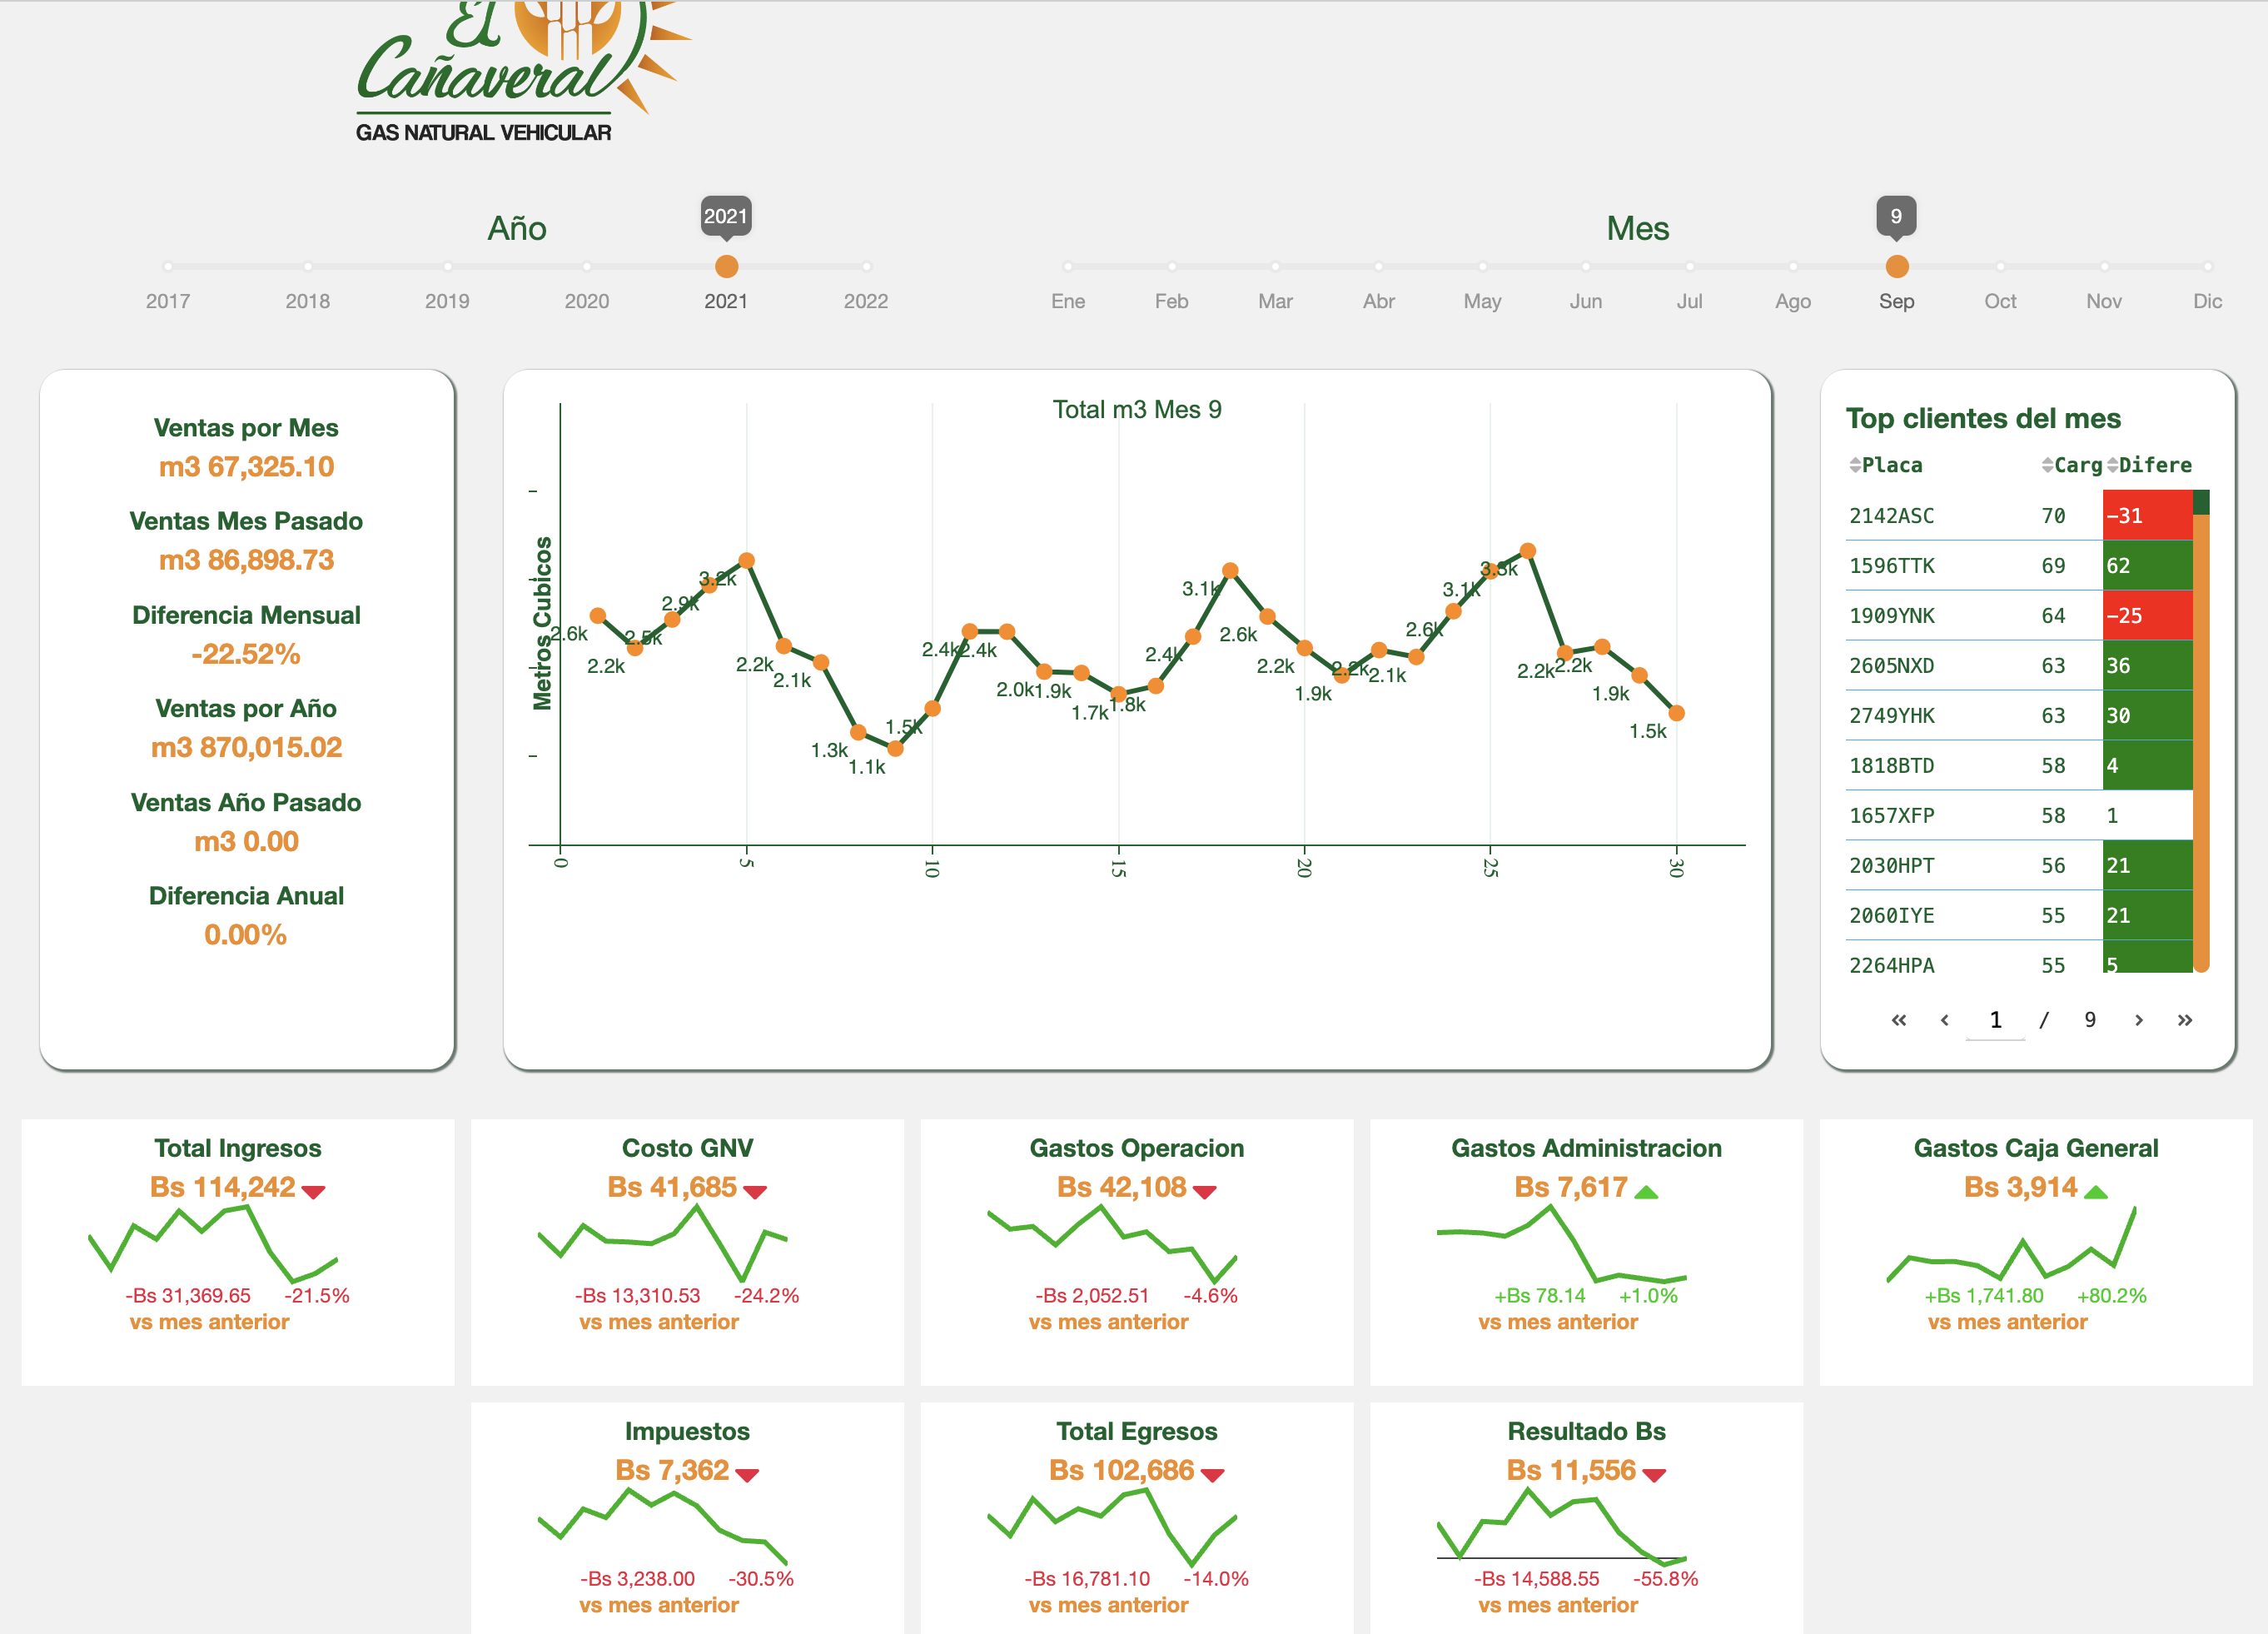 El
Cañaveral
GAS NATURAL VEHICULAR
Año
2021
2017 2018 2019 2020 2021 2022
Mes
9
Ene Feb Mar Abr May Jun Jul Ago Sep Oct Nov Dic
Ventas por Mes
m3 67,325.10
Ventas Mes Pasado
m3 86,898.73
Diferencia Mensual
-22.52%
Ventas por Año
m3 870,015.02
Ventas Año Pasado
m3 0.00
Diferencia Anual
0.00%
Total m3 Mes 9
Metros Cubicos
2.6k 2.2k 2.5k 2.9k 3.2k 2.2k 2.1k 1.3k 1.1k 1.5k 2.4k 2.4k 2.0k 1.9k 1.7k 1.8k 2.4k 3.1k 2.6k 2.2k 1.9k 2.2k 2.1k 2.6k 3.1k 3.3k 2.2k 2.2k 1.9k 1.5k
0 5 10 15 20 25 30
Top clientes del mes
Placa Carg Difere
2142ASC 70 −31
1596TTK 69 62
1909YNK 64 −25
2605NXD 63 36
2749YHK 63 30
1818BTD 58 4
1657XFP 58 1
2030HPT 56 21
2060IYE 55 21
2264HPA 55 5
« ‹ 1 / 9 › »
Total Ingresos
Bs 114,242
-Bs 31,369.65 -21.5%
vs mes anterior
Costo GNV
Bs 41,685
-Bs 13,310.53 -24.2%
vs mes anterior
Gastos Operacion
Bs 42,108
-Bs 2,052.51 -4.6%
vs mes anterior
Gastos Administracion
Bs 7,617
+Bs 78.14 +1.0%
vs mes anterior
Gastos Caja General
Bs 3,914
+Bs 1,741.80 +80.2%
vs mes anterior
Impuestos
Bs 7,362
-Bs 3,238.00 -30.5%
vs mes anterior
Total Egresos
Bs 102,686
-Bs 16,781.10 -14.0%
vs mes anterior
Resultado Bs
Bs 11,556
-Bs 14,588.55 -55.8%
vs mes anterior